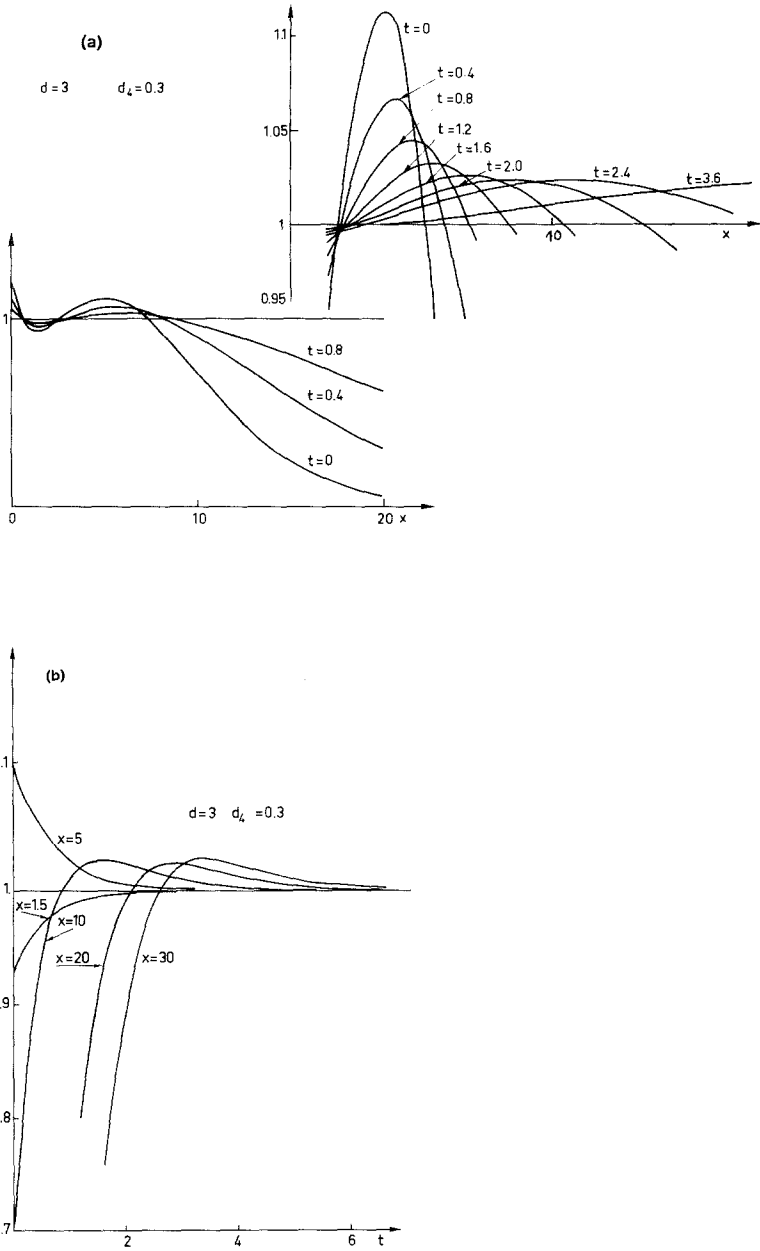 (a)
d=3 d₄=0.3
1.1
1.05
1
0.95
t=0
t=0.4
t=0.8
t=1.2
t=1.6
t=2.0
t=2.4
t=3.6
10
x
1
t=0.8
t=0.4
t=0
0 10 20 x
(b)
.1
d=3 d₄ =0.3
x=5
1.
x=1.5
x=10
x=20
x=30
.9
.8
.7
2 4 6 t